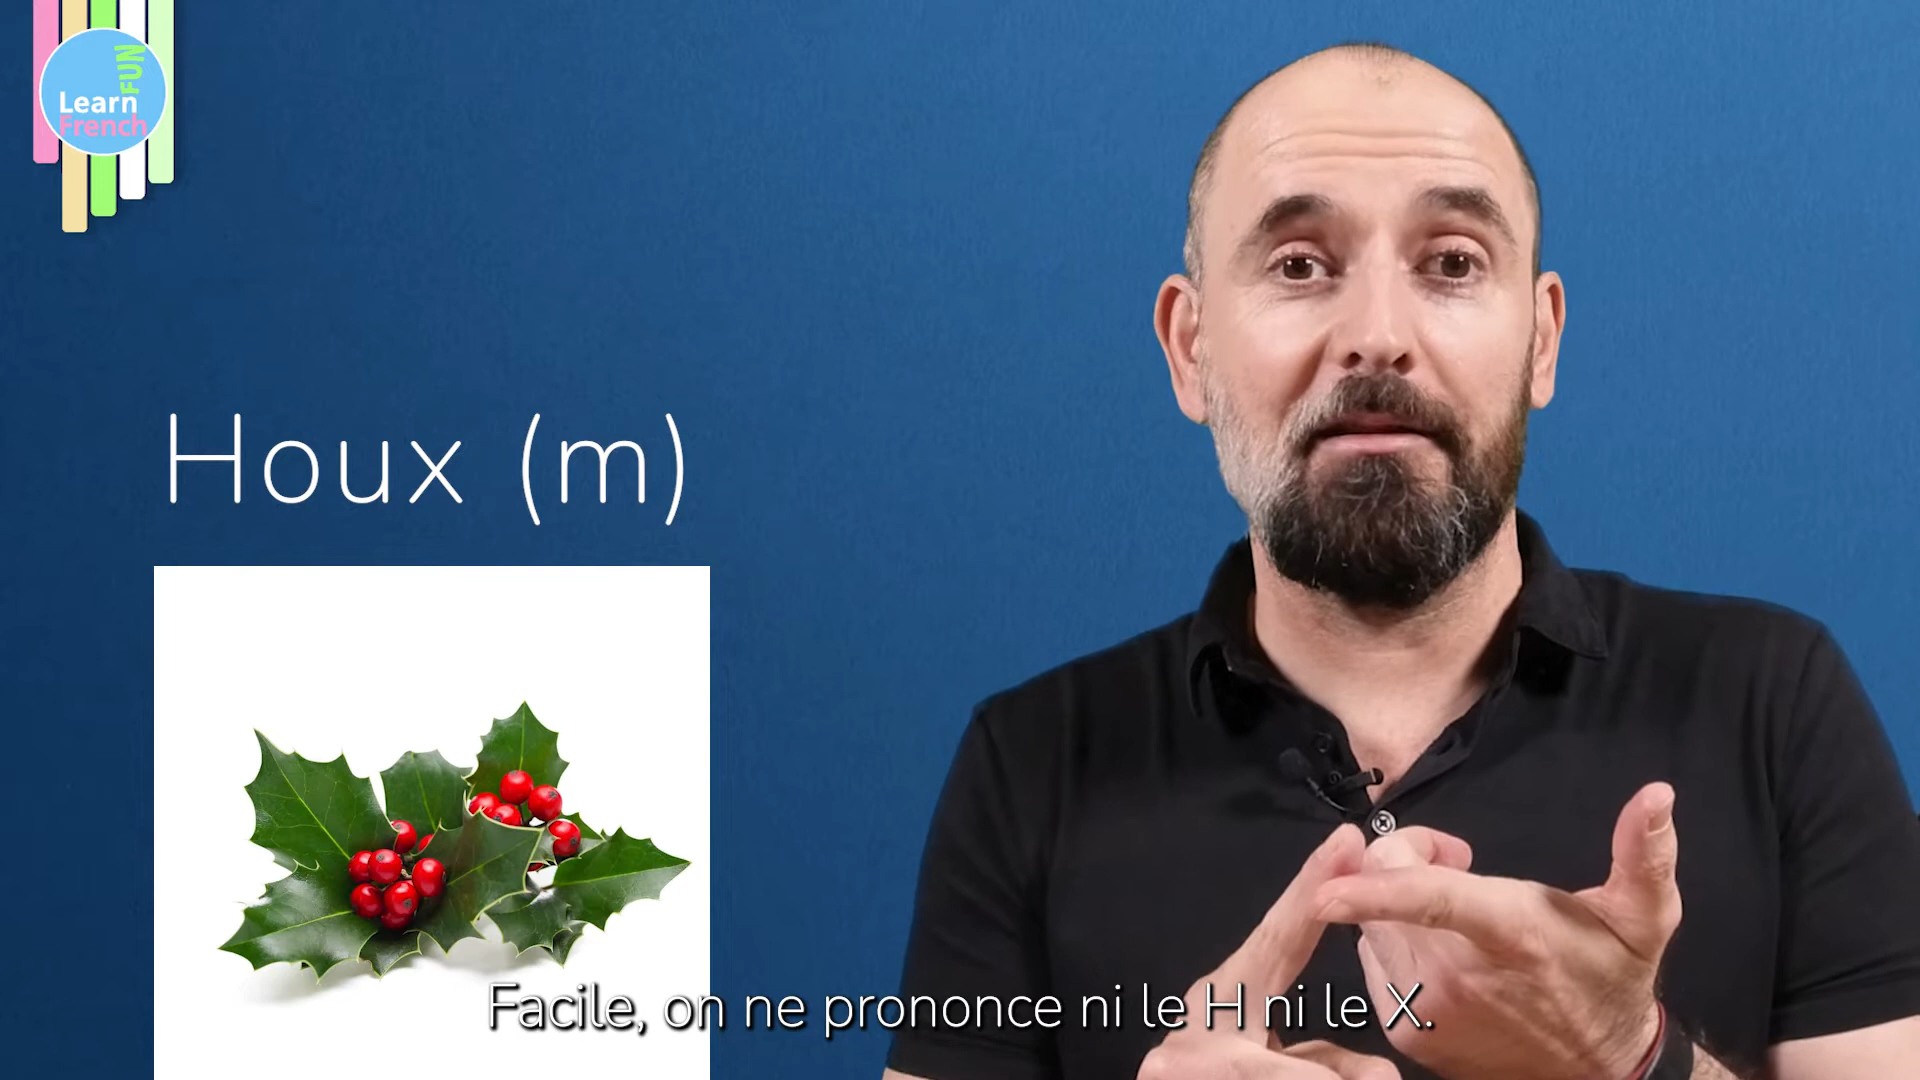 FUN
Learn
French
Houx (m)
Facile, on ne prononce ni le H ni le X.